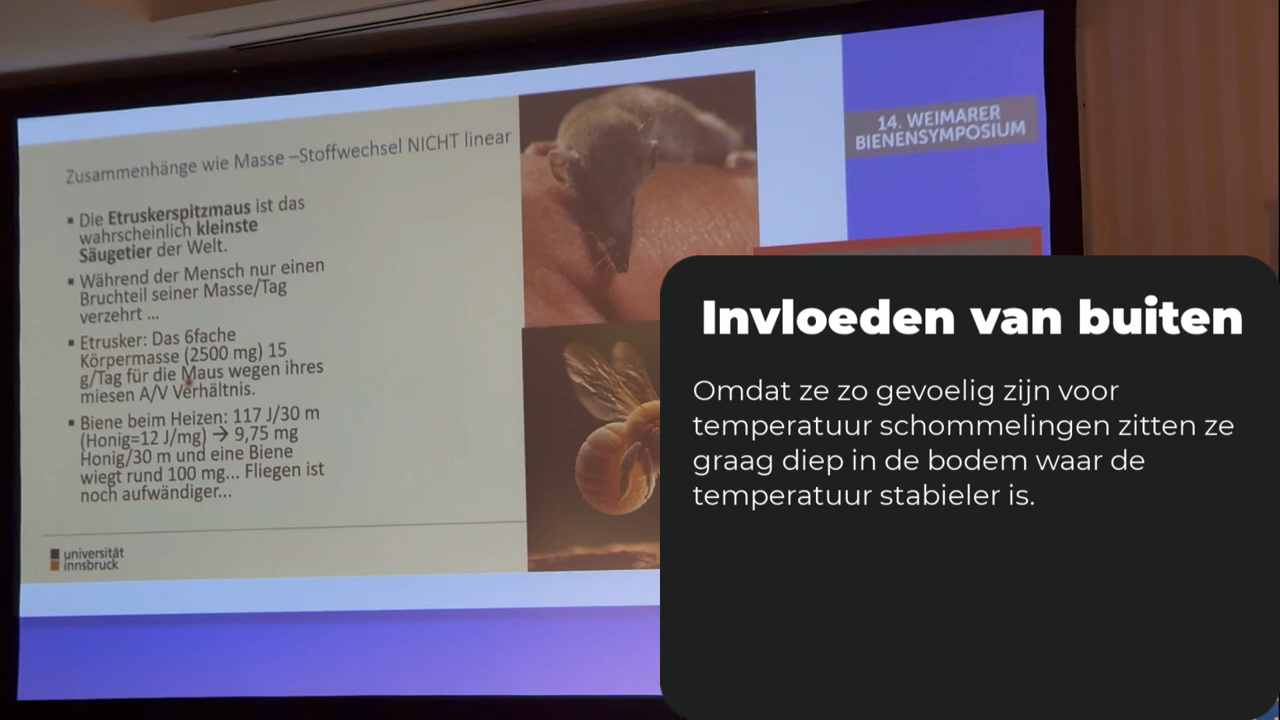 Zusammenhänge wie Masse –Stoffwechsel NICHT linear
▪ Die Etruskerspitzmaus ist das
wahrscheinlich kleinste
Säugetier der Welt.
▪ Während der Mensch nur einen
Bruchteil seiner Masse/Tag
verzehrt ...
▪ Etrusker: Das 6fache
Körpermasse (2500 mg) 15
g/Tag für die Maus wegen ihres
miesen A/V Verhältnis.
▪ Biene beim Heizen: 117 J/30 m
(Honig=12 J/mg) → 9,75 mg
Honig/30 m und eine Biene
wiegt rund 100 mg... Fliegen ist
noch aufwändiger...
universität
innsbruck
14. WEIMARER
BIENENSYMPOSIUM
Invloeden van buiten
Omdat ze zo gevoelig zijn voor
temperatuur schommelingen zitten ze
graag diep in de bodem waar de
temperatuur stabieler is.